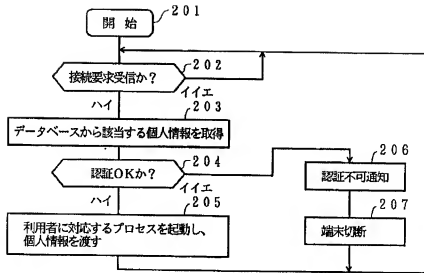 201
開始
202
接続要求受信か?
イイエ
ハイ
203
データベースから該当する個人情報を取得
204
認証OKか?
イイエ
ハイ
205
利用者に対応するプロセスを起動し、
個人情報を渡す
206
認証不可通知
207
端末切断